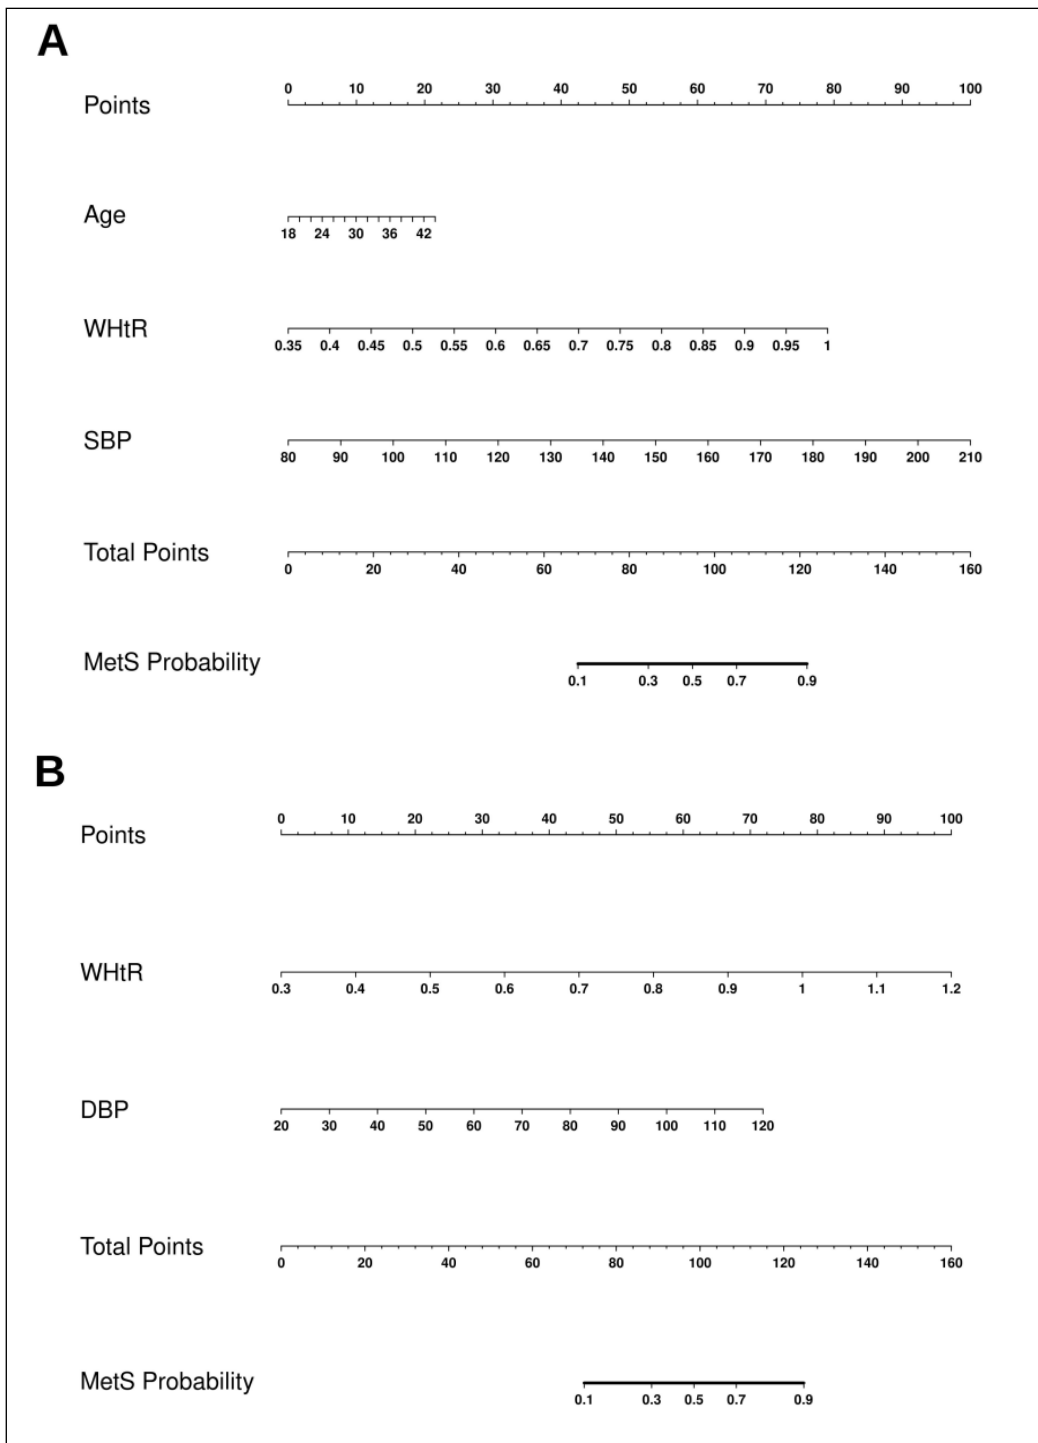 A
Points 0 10 20 30 40 50 60 70 80 90 100
Age 18 24 30 36 42
WHtR 0.35 0.4 0.45 0.5 0.55 0.6 0.65 0.7 0.75 0.8 0.85 0.9 0.95 1
SBP 80 90 100 110 120 130 140 150 160 170 180 190 200 210
Total Points 0 20 40 60 80 100 120 140 160
MetS Probability 0.1 0.3 0.5 0.7 0.9
B
Points 0 10 20 30 40 50 60 70 80 90 100
WHtR 0.3 0.4 0.5 0.6 0.7 0.8 0.9 1 1.1 1.2
DBP 20 30 40 50 60 70 80 90 100 110 120
Total Points 0 20 40 60 80 100 120 140 160
MetS Probability 0.1 0.3 0.5 0.7 0.9